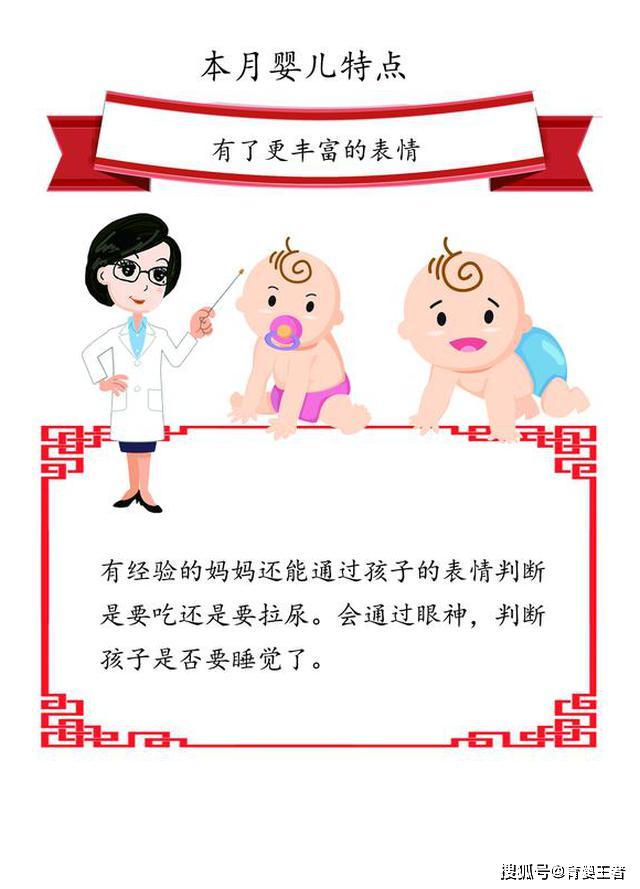 本月婴儿特点
有了更丰富的表情
有经验的妈妈还能通过孩子的表情判断
是要吃还是要拉尿。会通过眼神，判断
孩子是否要睡觉了。
搜狐号@育婴王者